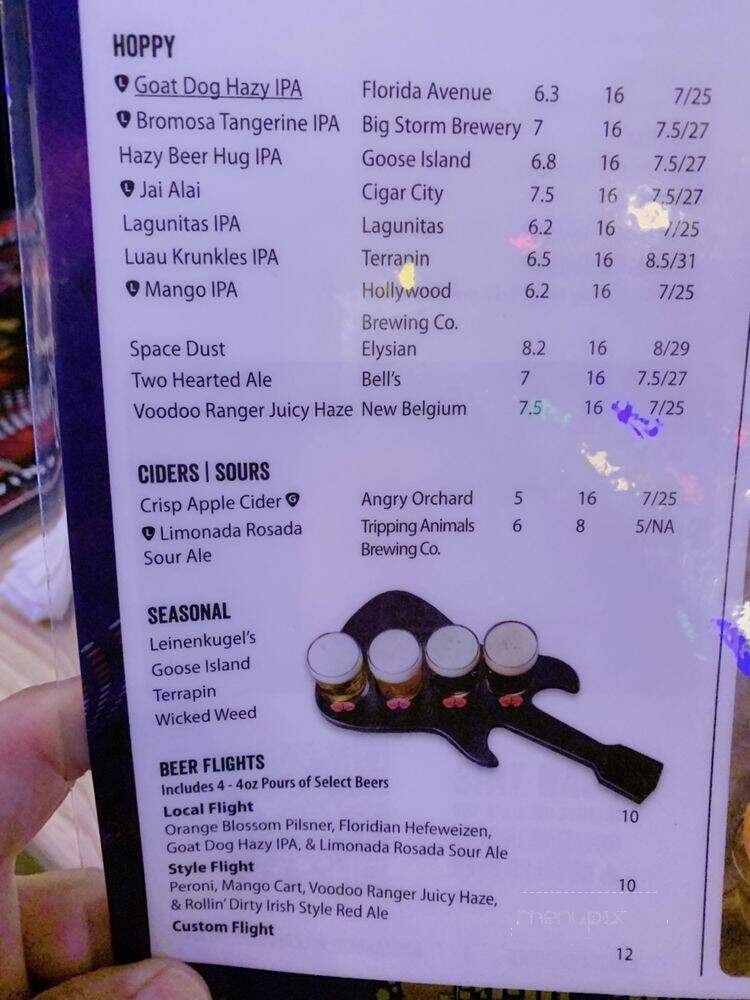 HOPPY
L Goat Dog Hazy IPA Florida Avenue 6.3 16 7/25
L Bromosa Tangerine IPA Big Storm Brewery 7 16 7.5/27
Hazy Beer Hug IPA Goose Island 6.8 16 7.5/27
L Jai Alai Cigar City 7.5 16 7.5/27
Lagunitas IPA Lagunitas 6.2 16 7/25
Luau Krunkles IPA Terrapin 6.5 16 8.5/31
L Mango IPA Hollywood 6.2 16 7/25
Brewing Co.
Space Dust Elysian 8.2 16 8/29
Two Hearted Ale Bell's 7 16 7.5/27
Voodoo Ranger Juicy Haze New Belgium 7.5 16 7/25
CIDERS | SOURS
Crisp Apple Cider G Angry Orchard 5 16 7/25
L Limonada Rosada Tripping Animals 6 8 5/NA
Sour Ale Brewing Co.
SEASONAL
Leinenkugel's
Goose Island
Terrapin
Wicked Weed
BEER FLIGHTS
Includes 4 - 4oz Pours of Select Beers
Local Flight 10
Orange Blossom Pilsner, Floridian Hefeweizen,
Goat Dog Hazy IPA, & Limonada Rosada Sour Ale
Style Flight 10
Peroni, Mango Cart, Voodoo Ranger Juicy Haze,
& Rollin' Dirty Irish Style Red Ale
Custom Flight 12
menupix